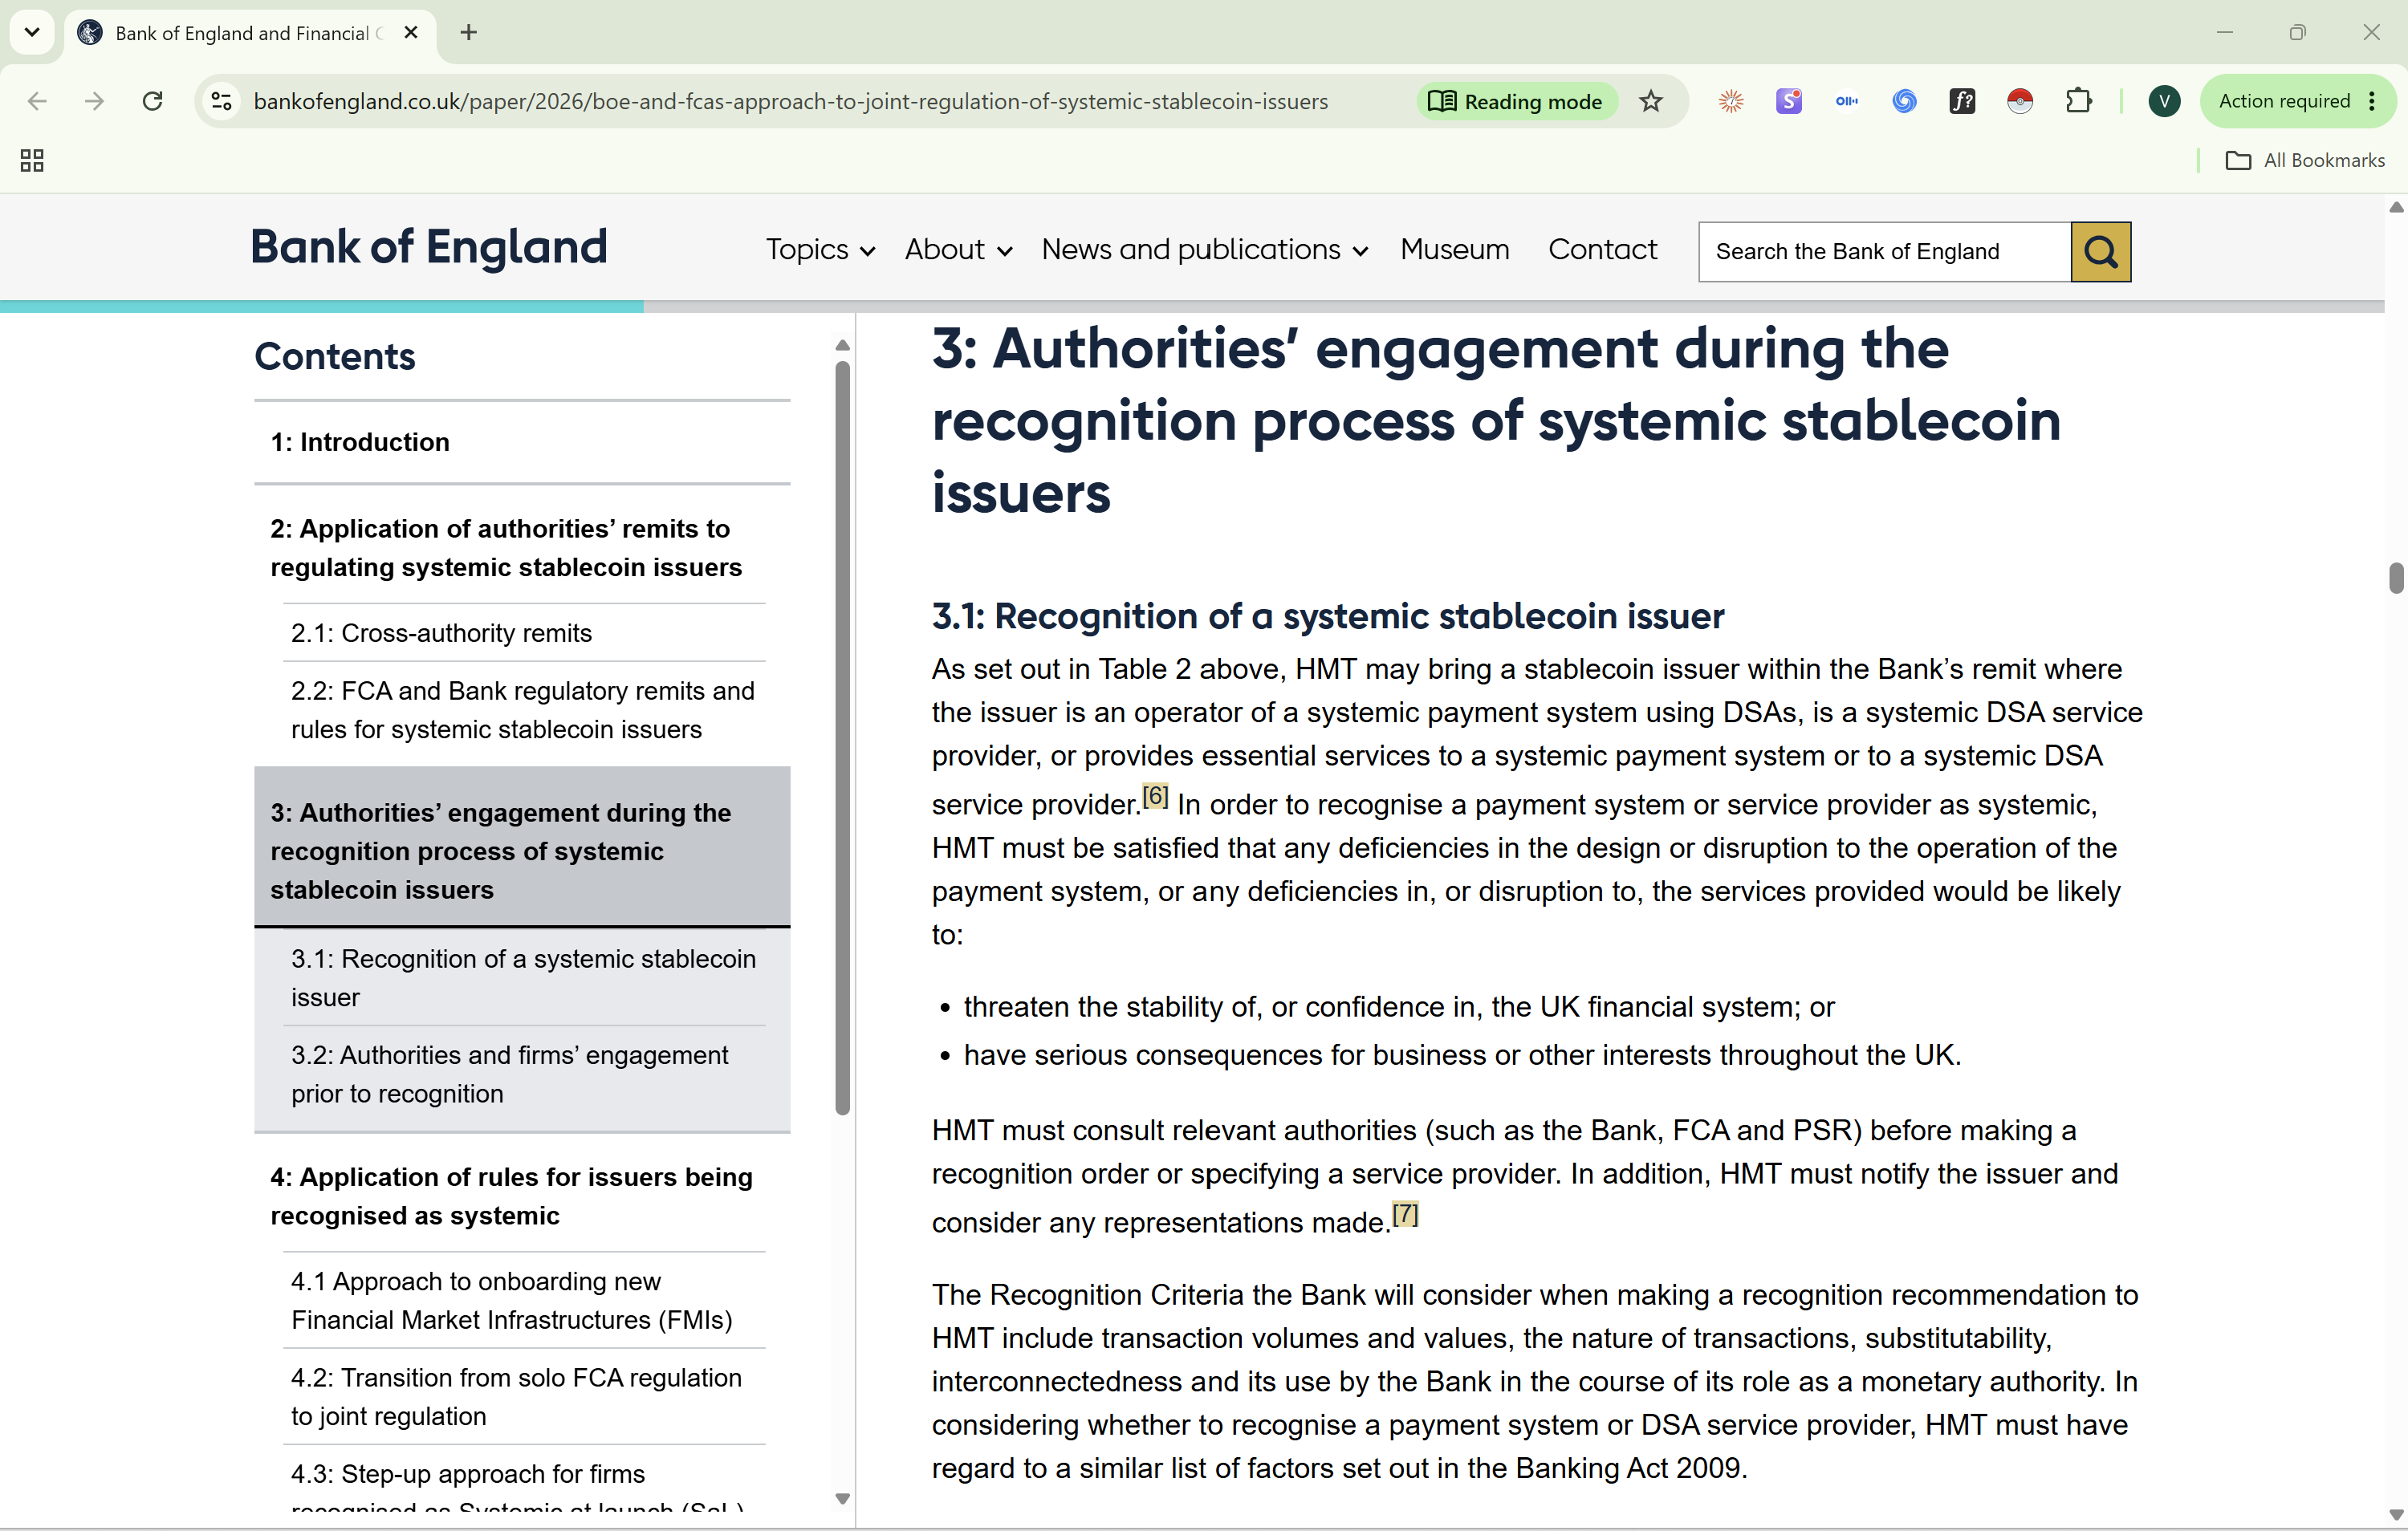 Bank of England and Financial
bankofengland.co.uk/paper/2026/boe-and-fcas-approach-to-joint-regulation-of-systemic-stablecoin-issuers
Reading mode
S
f?
V
Action required
All Bookmarks
Bank of England
Topics
About
News and publications
Museum
Contact
Search the Bank of England
Contents
1: Introduction
2: Application of authorities’ remits to
regulating systemic stablecoin issuers
2.1: Cross-authority remits
2.2: FCA and Bank regulatory remits and
rules for systemic stablecoin issuers
3: Authorities’ engagement during the
recognition process of systemic
stablecoin issuers
3.1: Recognition of a systemic stablecoin
issuer
3.2: Authorities and firms’ engagement
prior to recognition
4: Application of rules for issuers being
recognised as systemic
4.1 Approach to onboarding new
Financial Market Infrastructures (FMIs)
4.2: Transition from solo FCA regulation
to joint regulation
4.3: Step-up approach for firms
recognised as Systemic at launch (SaL)
3: Authorities’ engagement during the
recognition process of systemic stablecoin
issuers
3.1: Recognition of a systemic stablecoin issuer
As set out in Table 2 above, HMT may bring a stablecoin issuer within the Bank’s remit where
the issuer is an operator of a systemic payment system using DSAs, is a systemic DSA service
provider, or provides essential services to a systemic payment system or to a systemic DSA
service provider.[6] In order to recognise a payment system or service provider as systemic,
HMT must be satisfied that any deficiencies in the design or disruption to the operation of the
payment system, or any deficiencies in, or disruption to, the services provided would be likely
to:
• threaten the stability of, or confidence in, the UK financial system; or
• have serious consequences for business or other interests throughout the UK.
HMT must consult relevant authorities (such as the Bank, FCA and PSR) before making a
recognition order or specifying a service provider. In addition, HMT must notify the issuer and
consider any representations made.[7]
The Recognition Criteria the Bank will consider when making a recognition recommendation to
HMT include transaction volumes and values, the nature of transactions, substitutability,
interconnectedness and its use by the Bank in the course of its role as a monetary authority. In
considering whether to recognise a payment system or DSA service provider, HMT must have
regard to a similar list of factors set out in the Banking Act 2009.